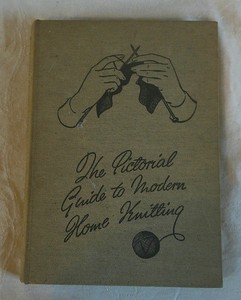 The Pictorial
Guide to Modern
Home Knitting